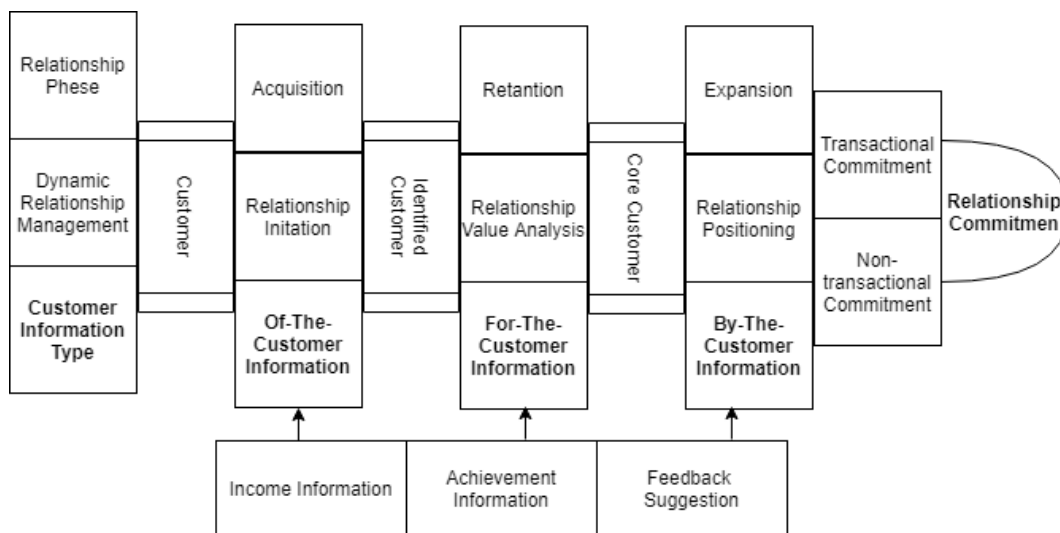 Relationship
Phase
Dynamic
Relationship
Management
Customer
Information
Type
Customer
Acquisition
Relationship
Initation
Of-The-
Customer
Information
Identified
Customer
Retantion
Relationship
Value Analysis
For-The-
Customer
Information
Core Customer
Expansion
Relationship
Positioning
By-The-
Customer
Information
Transactional
Commitment
Non-
transactional
Commitment
Relationship
Commitmen
Income Information
Achievement
Information
Feedback
Suggestion